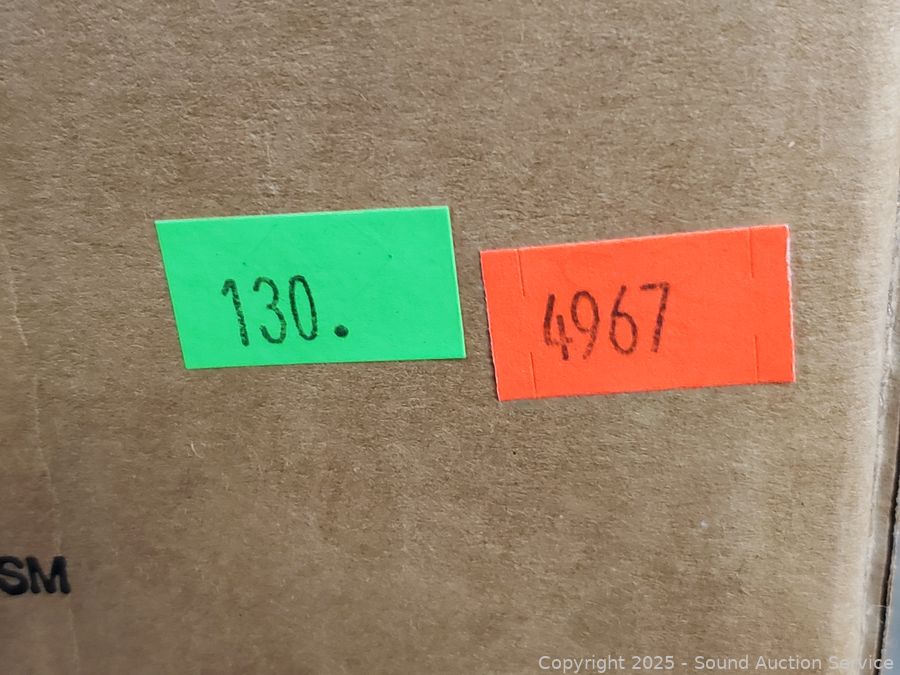 130.
4967
SM
Copyright 2025 - Sound Auction Service